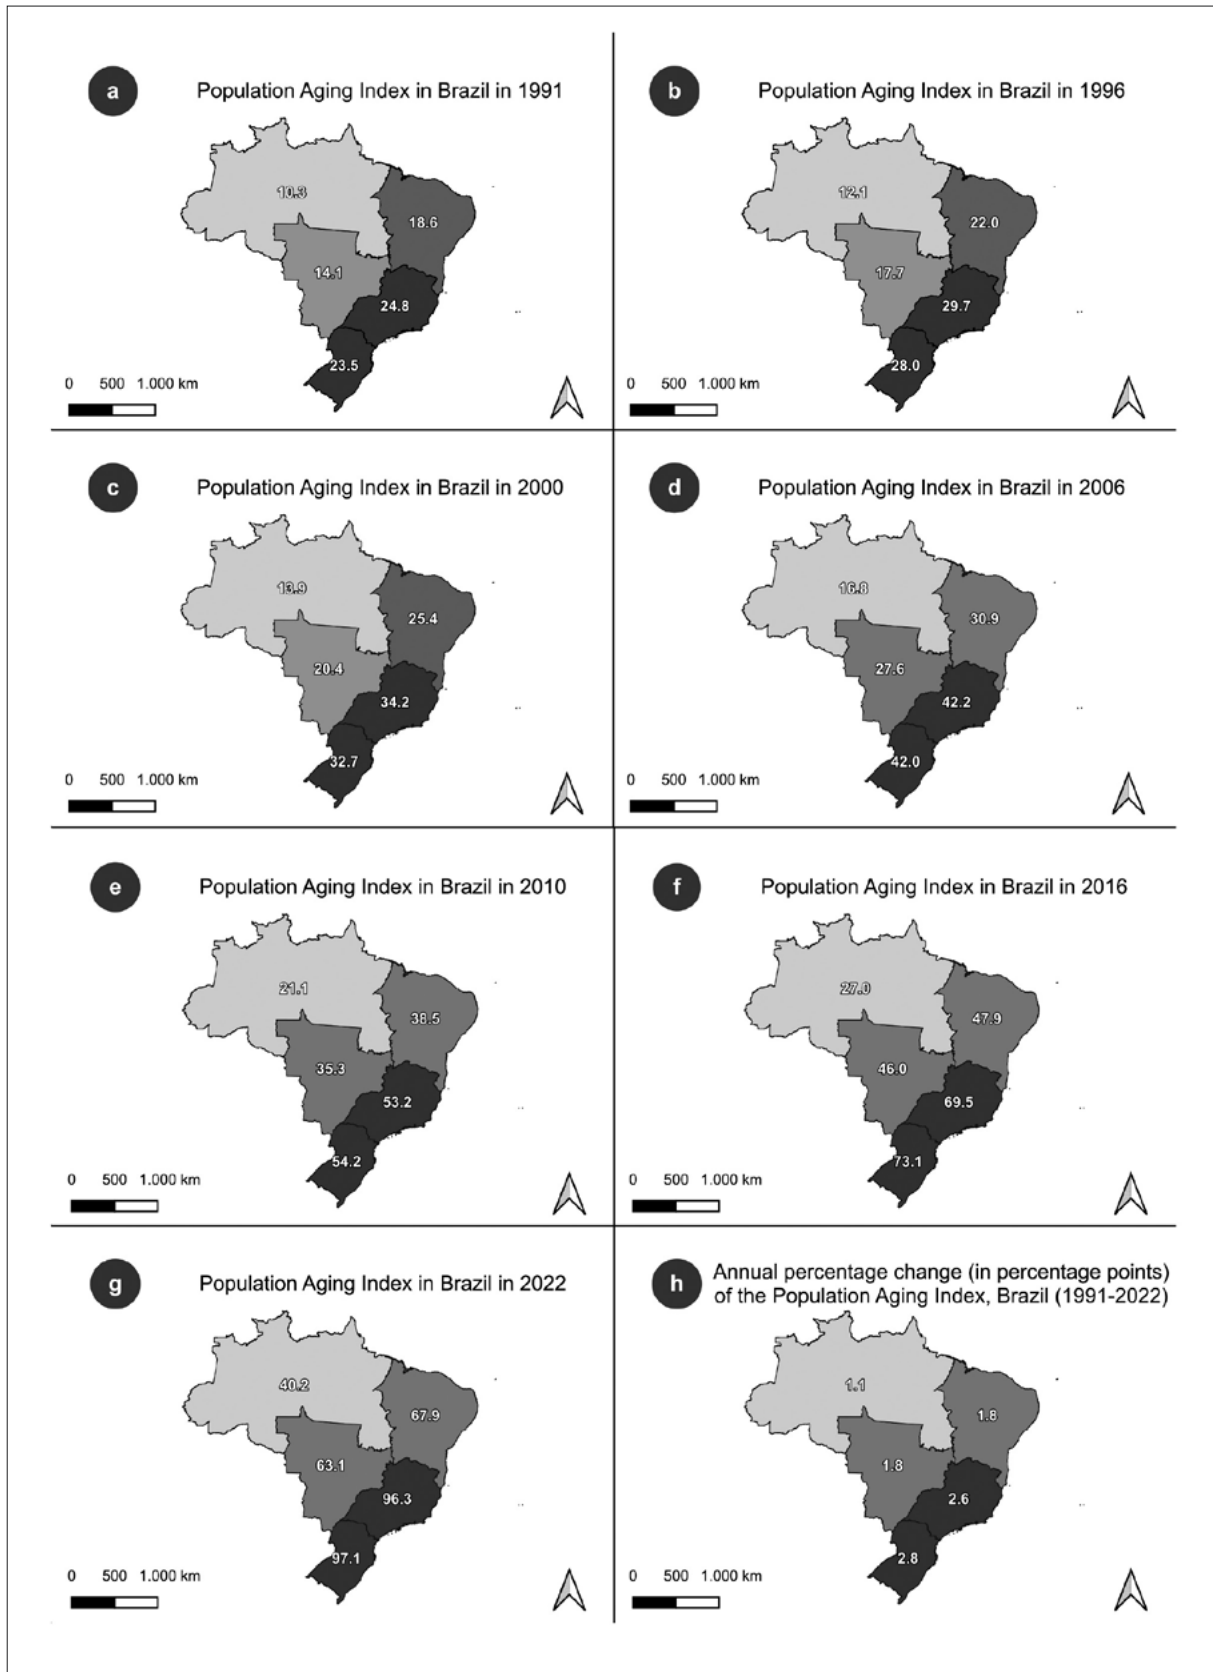 a Population Aging Index in Brazil in 1991
10.3
18.6
14.1
24.8
23.5
0 500 1.000 km
b Population Aging Index in Brazil in 1996
12.1
22.0
17.7
29.7
28.0
0 500 1.000 km
c Population Aging Index in Brazil in 2000
13.9
25.4
20.4
34.2
32.7
0 500 1.000 km
d Population Aging Index in Brazil in 2006
16.8
30.9
27.6
42.2
42.0
0 500 1.000 km
e Population Aging Index in Brazil in 2010
21.1
38.5
35.3
53.2
54.2
0 500 1.000 km
f Population Aging Index in Brazil in 2016
27.0
47.9
46.0
69.5
73.1
0 500 1.000 km
g Population Aging Index in Brazil in 2022
40.2
67.9
63.1
96.3
97.1
0 500 1.000 km
h Annual percentage change (in percentage points)
of the Population Aging Index, Brazil (1991-2022)
1.1
1.8
1.8
2.6
2.8
0 500 1.000 km